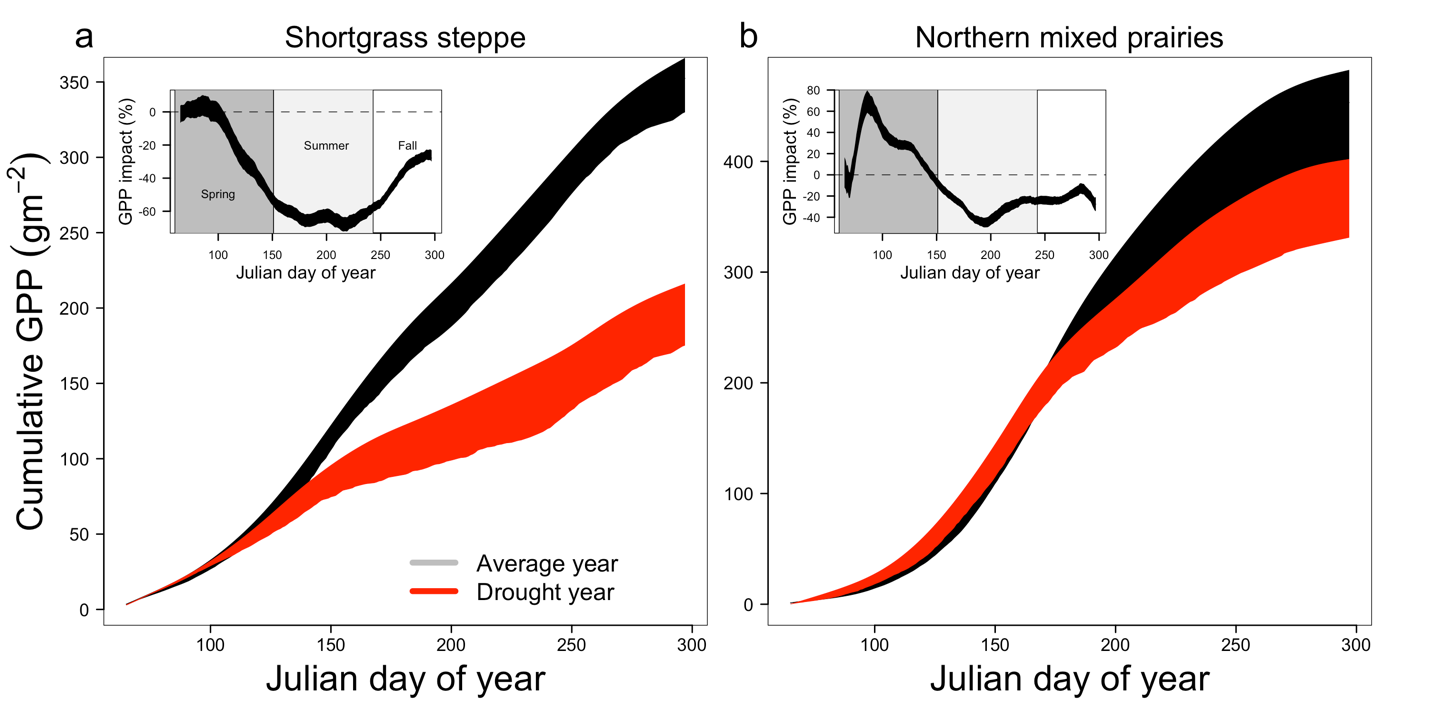 a
Shortgrass steppe
b
Northern mixed prairies
Cumulative GPP (gm⁻²)
350
300
250
200
150
100
50
0
100
150
200
250
300
Julian day of year
GPP impact (%)
0
-20
-40
-60
Spring
Summer
Fall
100
150
200
250
300
Julian day of year
Average year
Drought year
400
300
200
100
0
100
150
200
250
300
Julian day of year
GPP impact (%)
80
60
40
20
0
-20
-40
100
150
200
250
300
Julian day of year